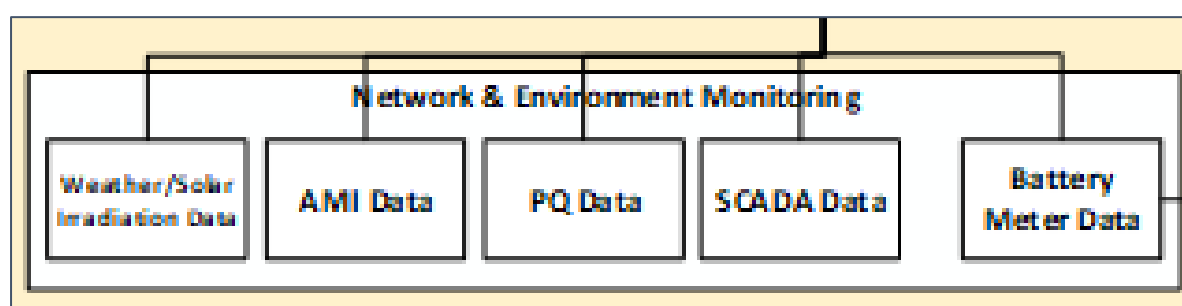 Network & Environment Monitoring
Weather/Solar
Irradiation Data
AMI Data
PQ Data
SCADA Data
Battery
Meter Data